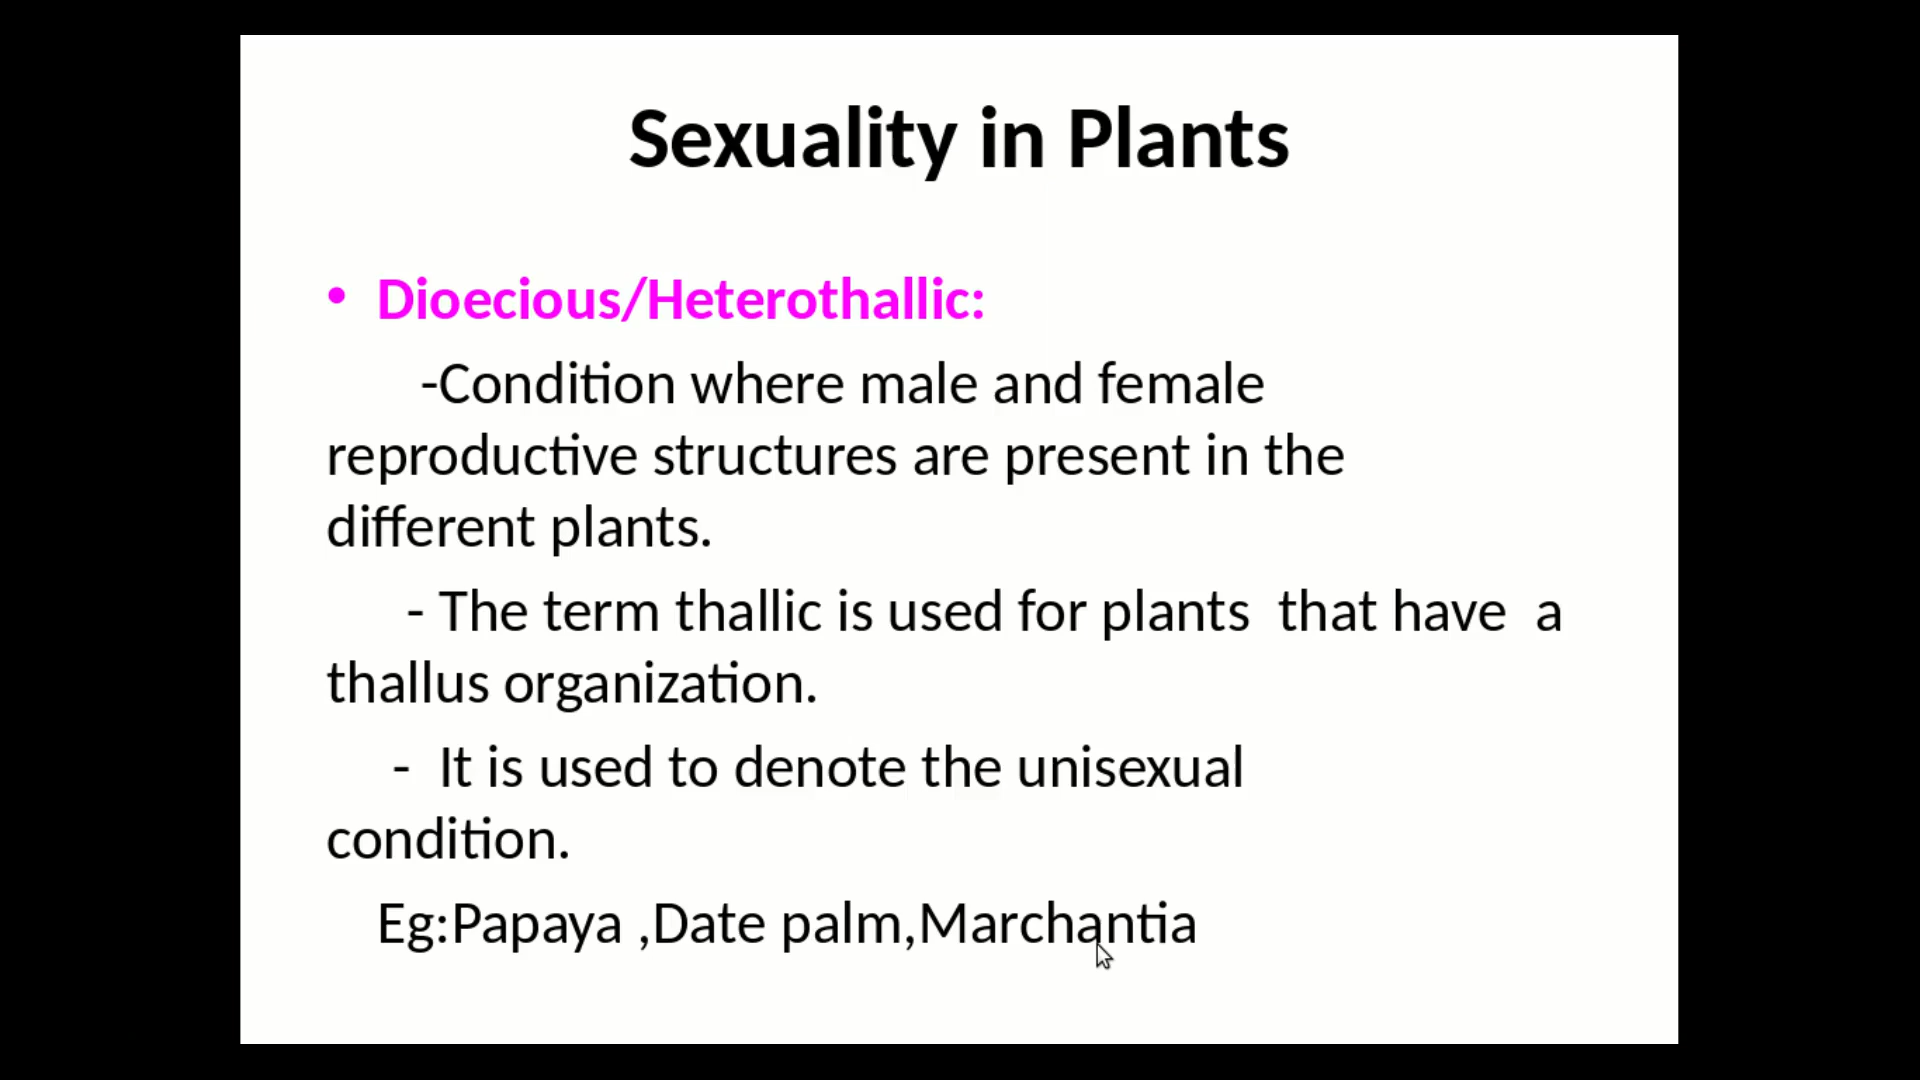 Sexuality in Plants
• Dioecious/Heterothallic:
-Condition where male and female
reproductive structures are present in the
different plants.
- The term thallic is used for plants  that have  a
thallus organization.
-  It is used to denote the unisexual
condition.
Eg:Papaya ,Date palm,Marchantia